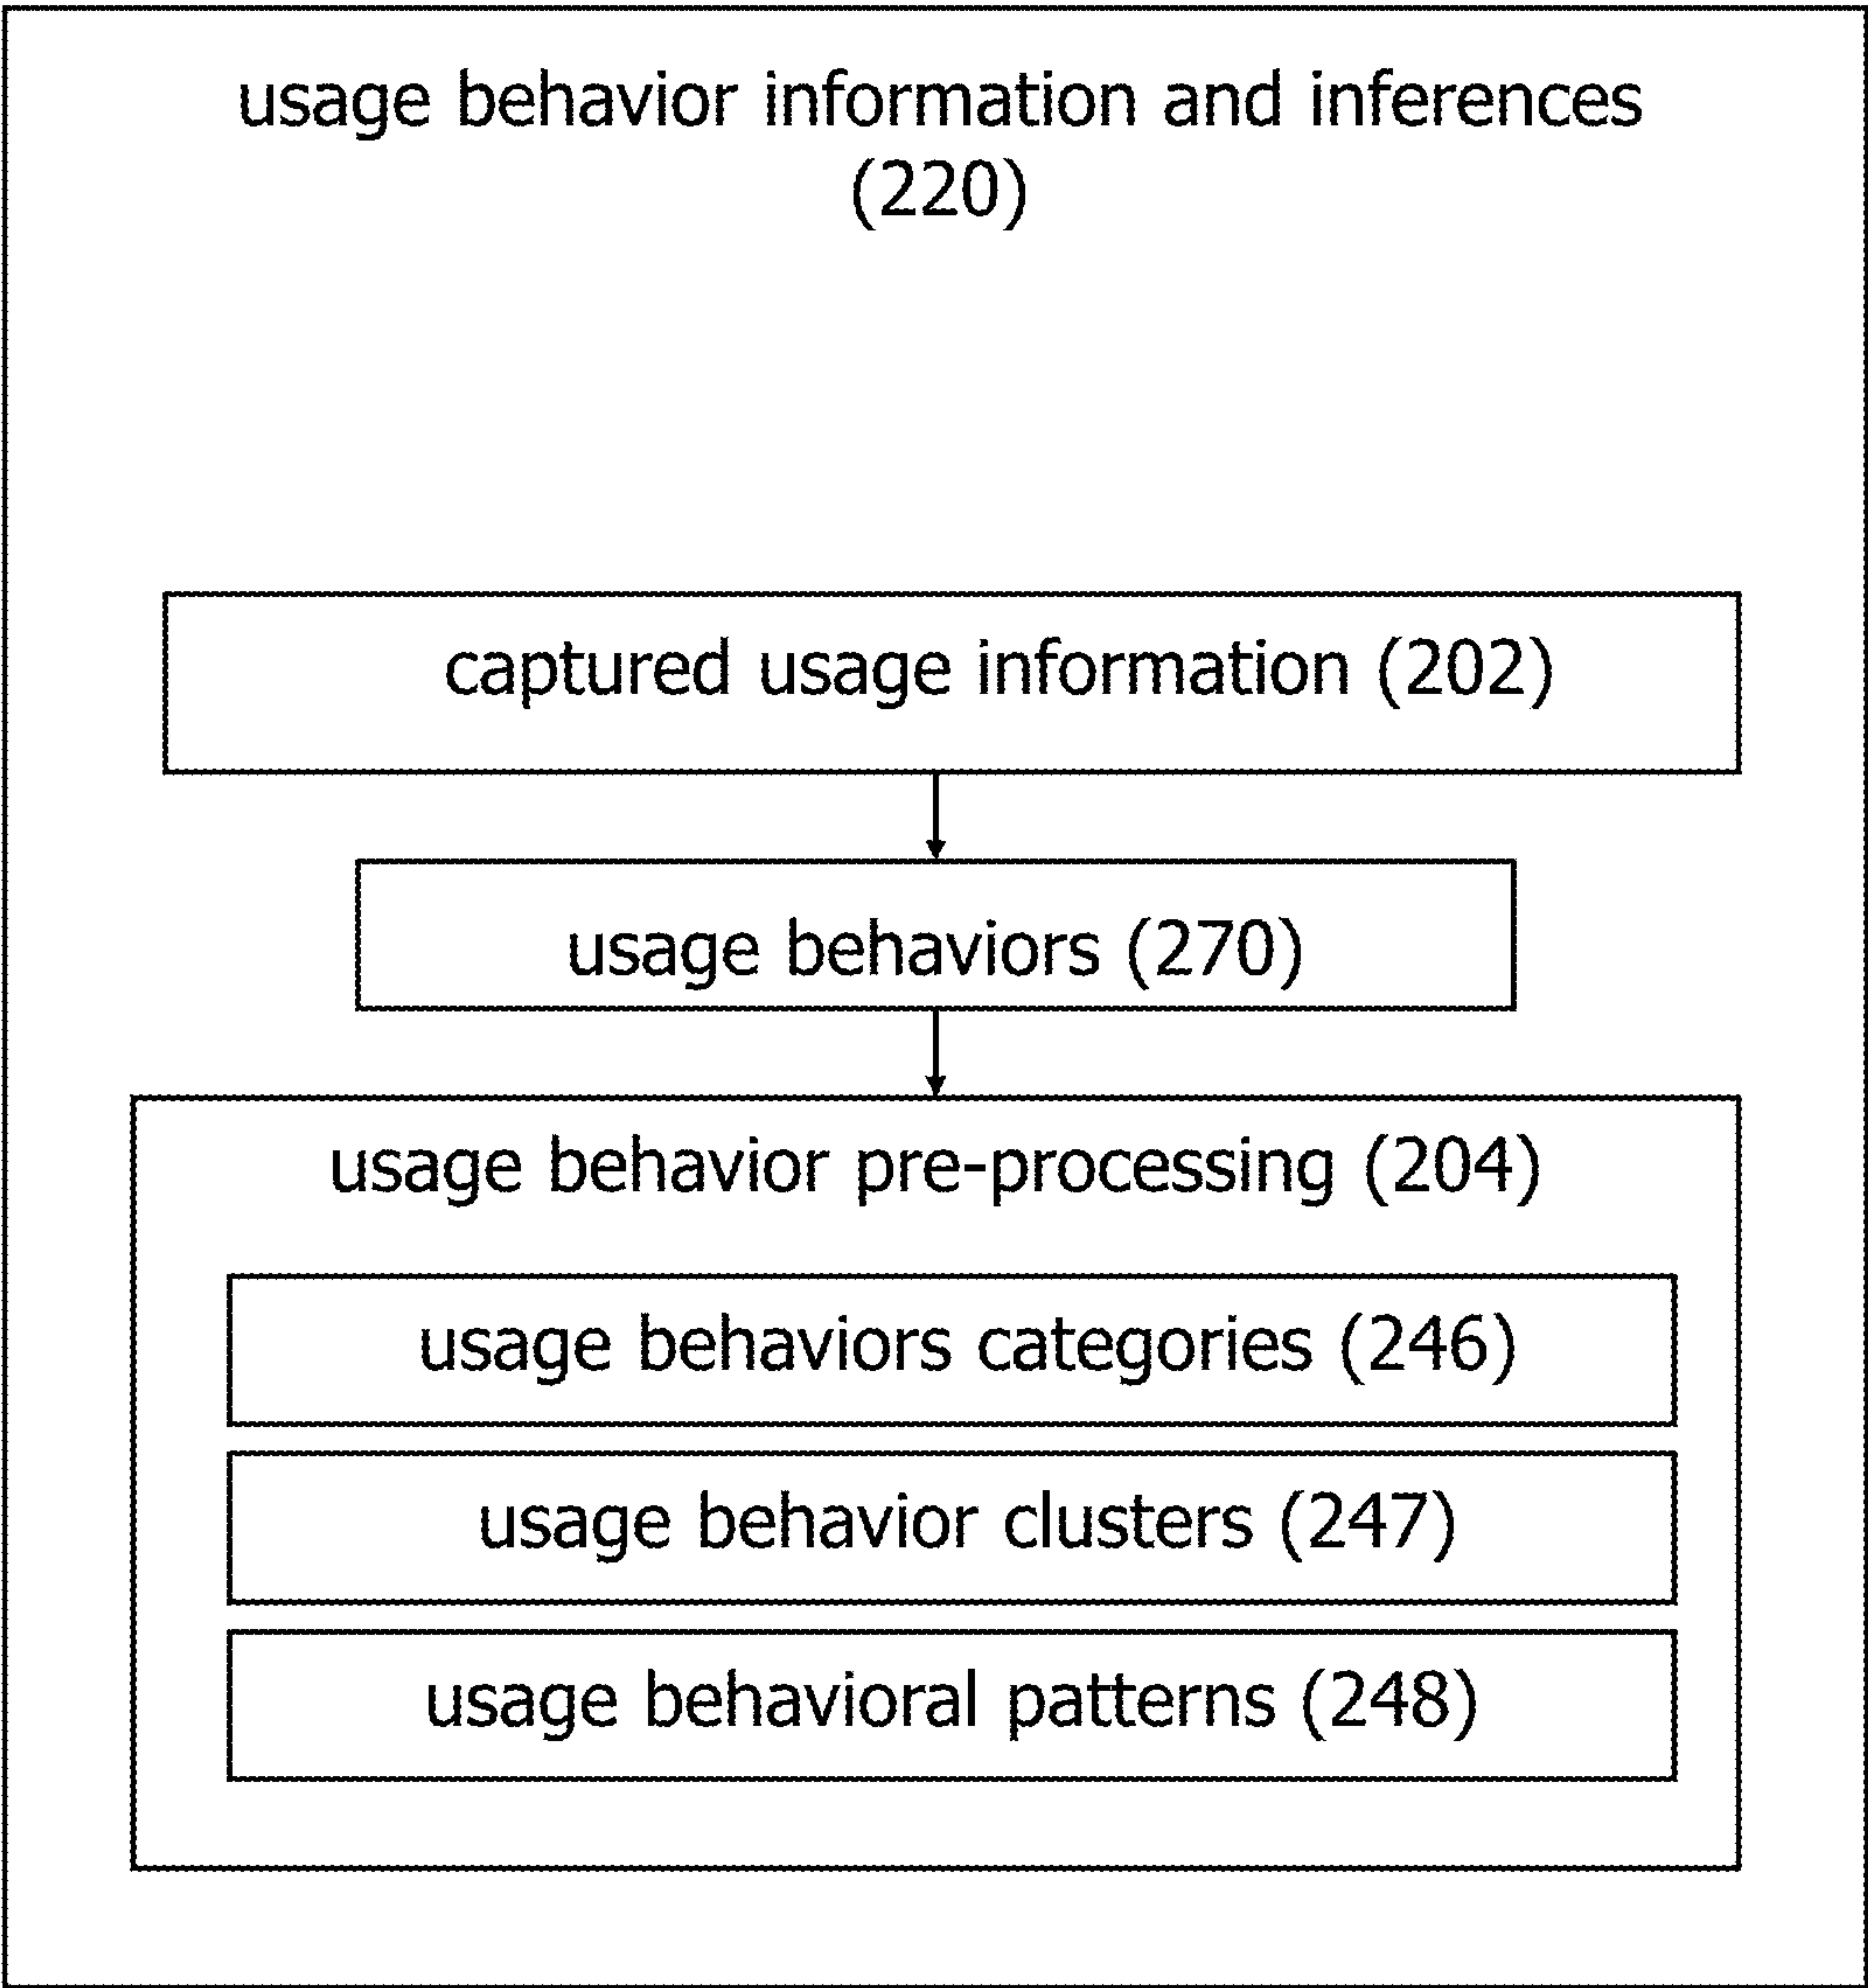 usage behavior information and inferences
(220)
captured usage information (202)
usage behaviors (270)
usage behavior pre-processing (204)
usage behaviors categories (246)
usage behavior clusters (247)
usage behavioral patterns (248)